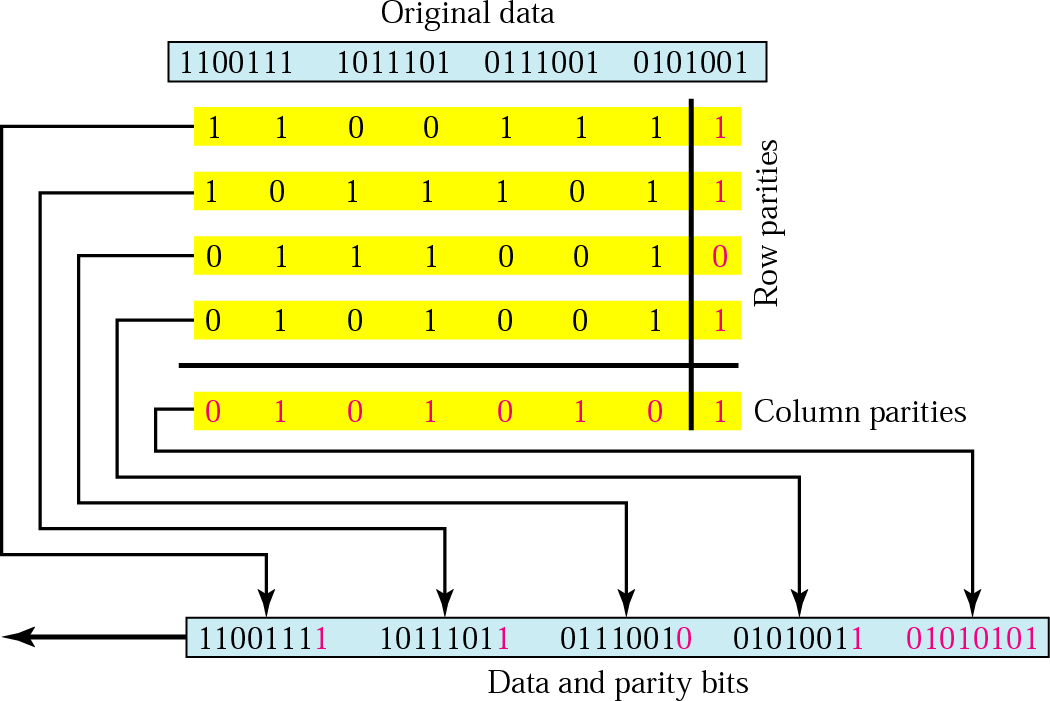 Original data
1100111 1011101 0111001 0101001
1 1 0 0 1 1 1 1
1 0 1 1 1 0 1 1
0 1 1 1 0 0 1 0
0 1 0 1 0 0 1 1
Row parities
0 1 0 1 0 1 0 1
Column parities
11001111 10111011 01110010 01010011 01010101
Data and parity bits